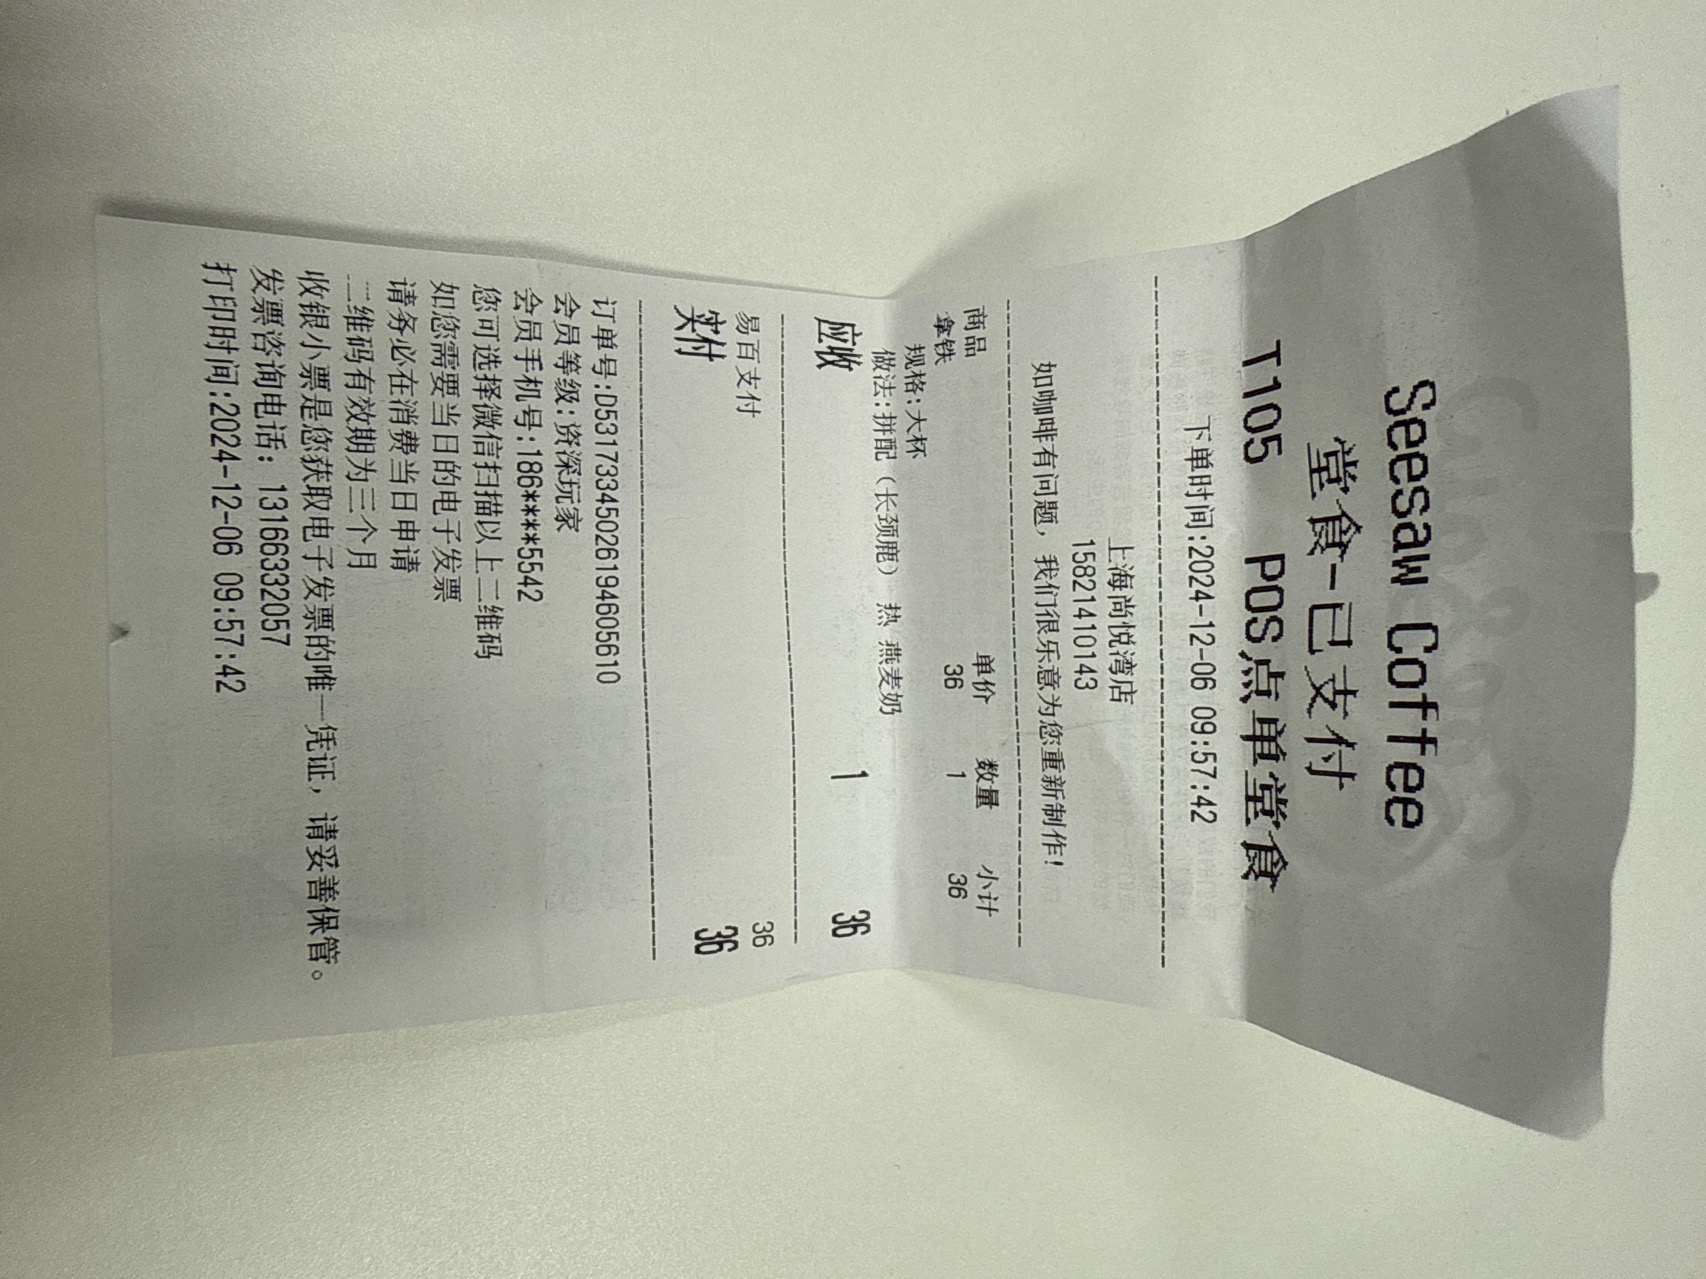 Seesaw Coffee
堂食-已支付
T105 POS点单堂食
下单时间:2024-12-06 09:57:42
上海尚悦湾店
15821410143
如咖啡有问题，我们很乐意为您重新制作!
商品 单价 数量 小计
拿铁 36 1 36
规格:大杯
做法:拼配（长颈鹿） 热 燕麦奶
应收 1 36
易百支付 36
实付 36
订单号:D53173345026194605610
会员等级:资深玩家
会员手机号:186****5542
您可选择微信扫描以上二维码
如您需要当日的电子发票
请务必在消费当日申请
二维码有效期为三个月
收银小票是您获取电子发票的唯一凭证，请妥善保管。
发票咨询电话: 13166332057
打印时间:2024-12-06 09:57:42